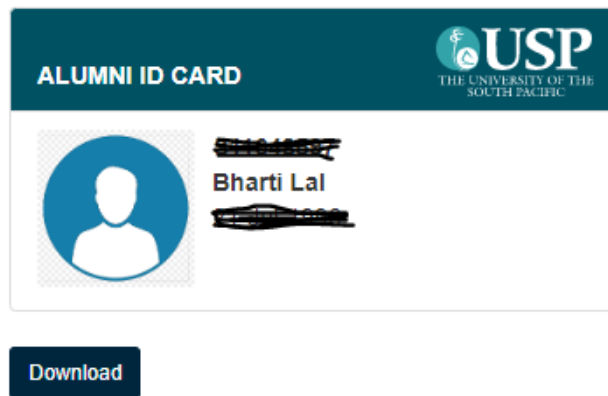 ALUMNI ID CARD
USP
THE UNIVERSITY OF THE
SOUTH PACIFIC
Bharti Lal
Download